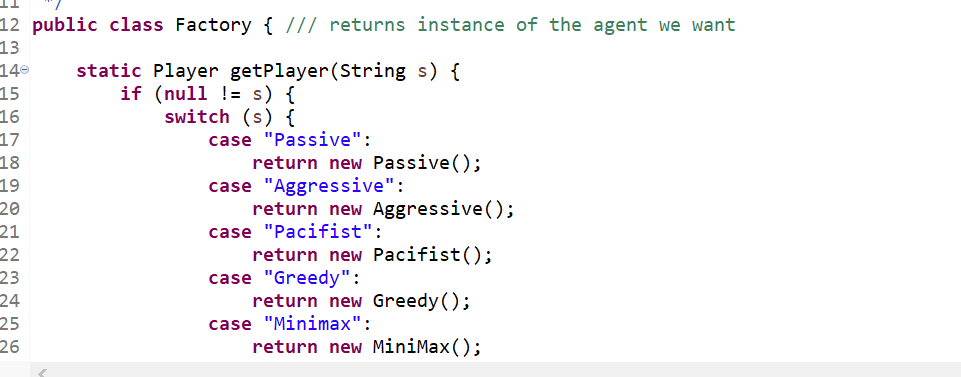 11 */
12 public class Factory { /// returns instance of the agent we want
13
14 static Player getPlayer(String s) {
15 if (null != s) {
16 switch (s) {
17 case "Passive":
18 return new Passive();
19 case "Aggressive":
20 return new Aggressive();
21 case "Pacifist":
22 return new Pacifist();
23 case "Greedy":
24 return new Greedy();
25 case "Minimax":
26 return new MiniMax();